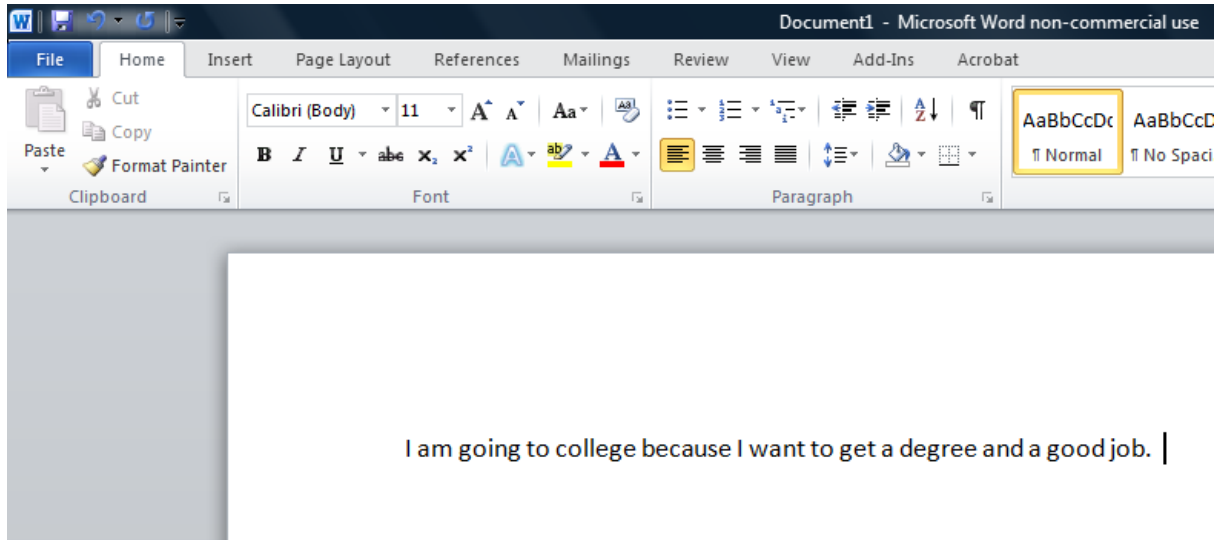 Document1 - Microsoft Word non-commercial use
File Home Insert Page Layout References Mailings Review View Add-Ins Acrobat
Cut
Copy
Paste
Format Painter
Clipboard
Calibri (Body) 11
Font
Paragraph
AaBbCcDc AaBbCcD
¶ Normal ¶ No Spaci
I am going to college because I want to get a degree and a good job.